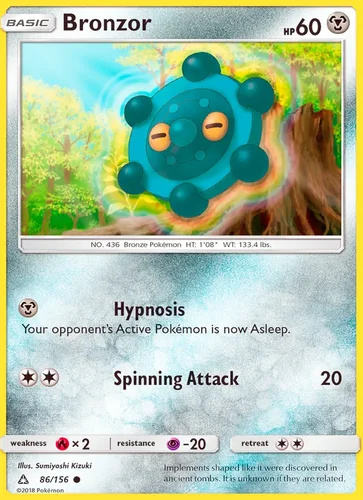 BASIC
Bronzor
HP60
NO. 436 Bronze Pokémon HT: 1'08" WT: 133.4 lbs.
Hypnosis
Your opponent's Active Pokémon is now Asleep.
Spinning Attack 20
weakness ×2 resistance -20 retreat
Illus. Sumiyoshi Kizuki
86/156
©2018 Pokémon
Implements shaped like it were discovered in
ancient tombs. It is unknown if they are related.